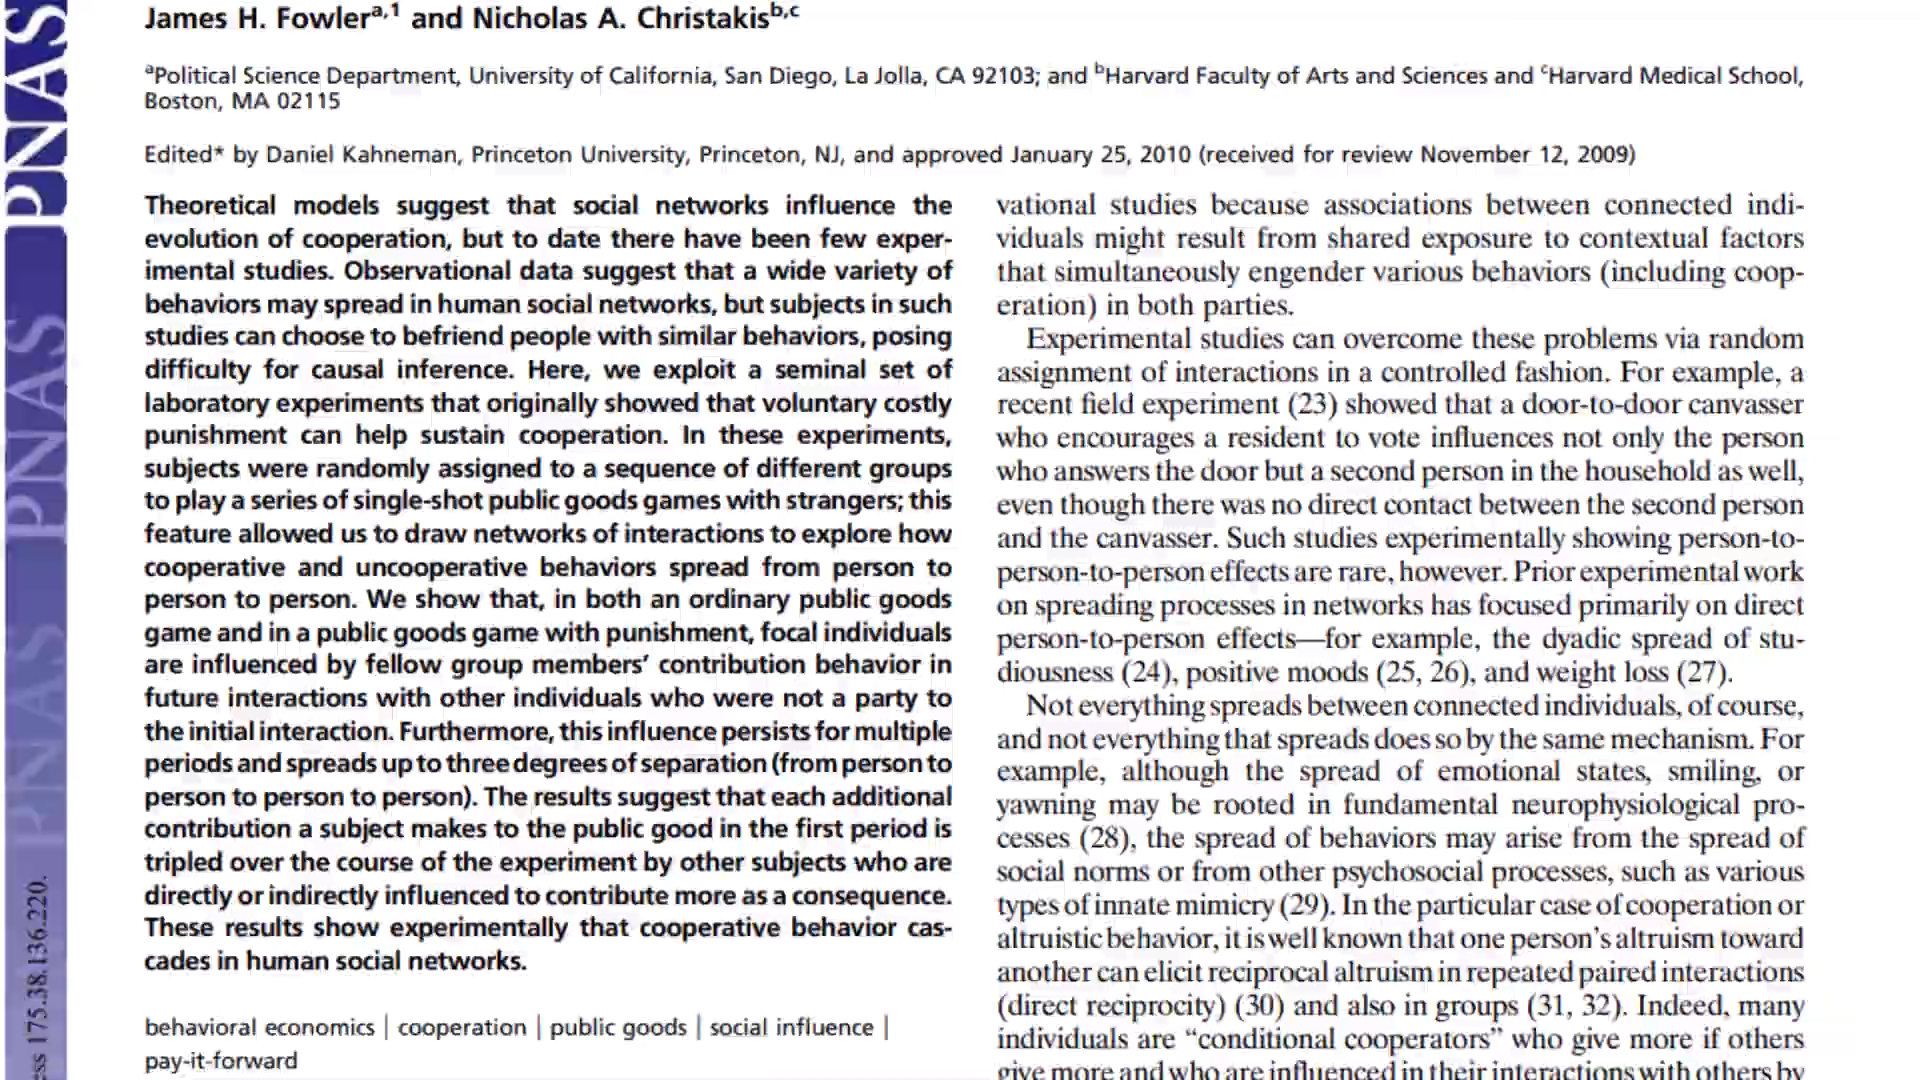 James H. Fowlera,1 and Nicholas A. Christakisb,c
aPolitical Science Department, University of California, San Diego, La Jolla, CA 92103; and bHarvard Faculty of Arts and Sciences and cHarvard Medical School,
Boston, MA 02115
Edited* by Daniel Kahneman, Princeton University, Princeton, NJ, and approved January 25, 2010 (received for review November 12, 2009)
Theoretical models suggest that social networks influence the
evolution of cooperation, but to date there have been few exper-
imental studies. Observational data suggest that a wide variety of
behaviors may spread in human social networks, but subjects in such
studies can choose to befriend people with similar behaviors, posing
difficulty for causal inference. Here, we exploit a seminal set of
laboratory experiments that originally showed that voluntary costly
punishment can help sustain cooperation. In these experiments,
subjects were randomly assigned to a sequence of different groups
to play a series of single-shot public goods games with strangers; this
feature allowed us to draw networks of interactions to explore how
cooperative and uncooperative behaviors spread from person to
person to person. We show that, in both an ordinary public goods
game and in a public goods game with punishment, focal individuals
are influenced by fellow group members' contribution behavior in
future interactions with other individuals who were not a party to
the initial interaction. Furthermore, this influence persists for multiple
periods and spreads up to three degrees of separation (from person to
person to person to person). The results suggest that each additional
contribution a subject makes to the public good in the first period is
tripled over the course of the experiment by other subjects who are
directly or indirectly influenced to contribute more as a consequence.
These results show experimentally that cooperative behavior cas-
cades in human social networks.
behavioral economics | cooperation | public goods | social influence |
pay-it-forward
vational studies because associations between connected indi-
viduals might result from shared exposure to contextual factors
that simultaneously engender various behaviors (including coop-
eration) in both parties.
Experimental studies can overcome these problems via random
assignment of interactions in a controlled fashion. For example, a
recent field experiment (23) showed that a door-to-door canvasser
who encourages a resident to vote influences not only the person
who answers the door but a second person in the household as well,
even though there was no direct contact between the second person
and the canvasser. Such studies experimentally showing person-to-
person-to-person effects are rare, however. Prior experimental work
on spreading processes in networks has focused primarily on direct
person-to-person effects—for example, the dyadic spread of stu-
diousness (24), positive moods (25, 26), and weight loss (27).
Not everything spreads between connected individuals, of course,
and not everything that spreads does so by the same mechanism. For
example, although the spread of emotional states, smiling, or
yawning may be rooted in fundamental neurophysiological pro-
cesses (28), the spread of behaviors may arise from the spread of
social norms or from other psychosocial processes, such as various
types of innate mimicry (29). In the particular case of cooperation or
altruistic behavior, it is well known that one person's altruism toward
another can elicit reciprocal altruism in repeated paired interactions
(direct reciprocity) (30) and also in groups (31, 32). Indeed, many
individuals are "conditional cooperators" who give more if others
give more and who are influenced in their interactions with others by
PNAS
PNAS
PNAS
PNAS
ess 175.38.136.220.